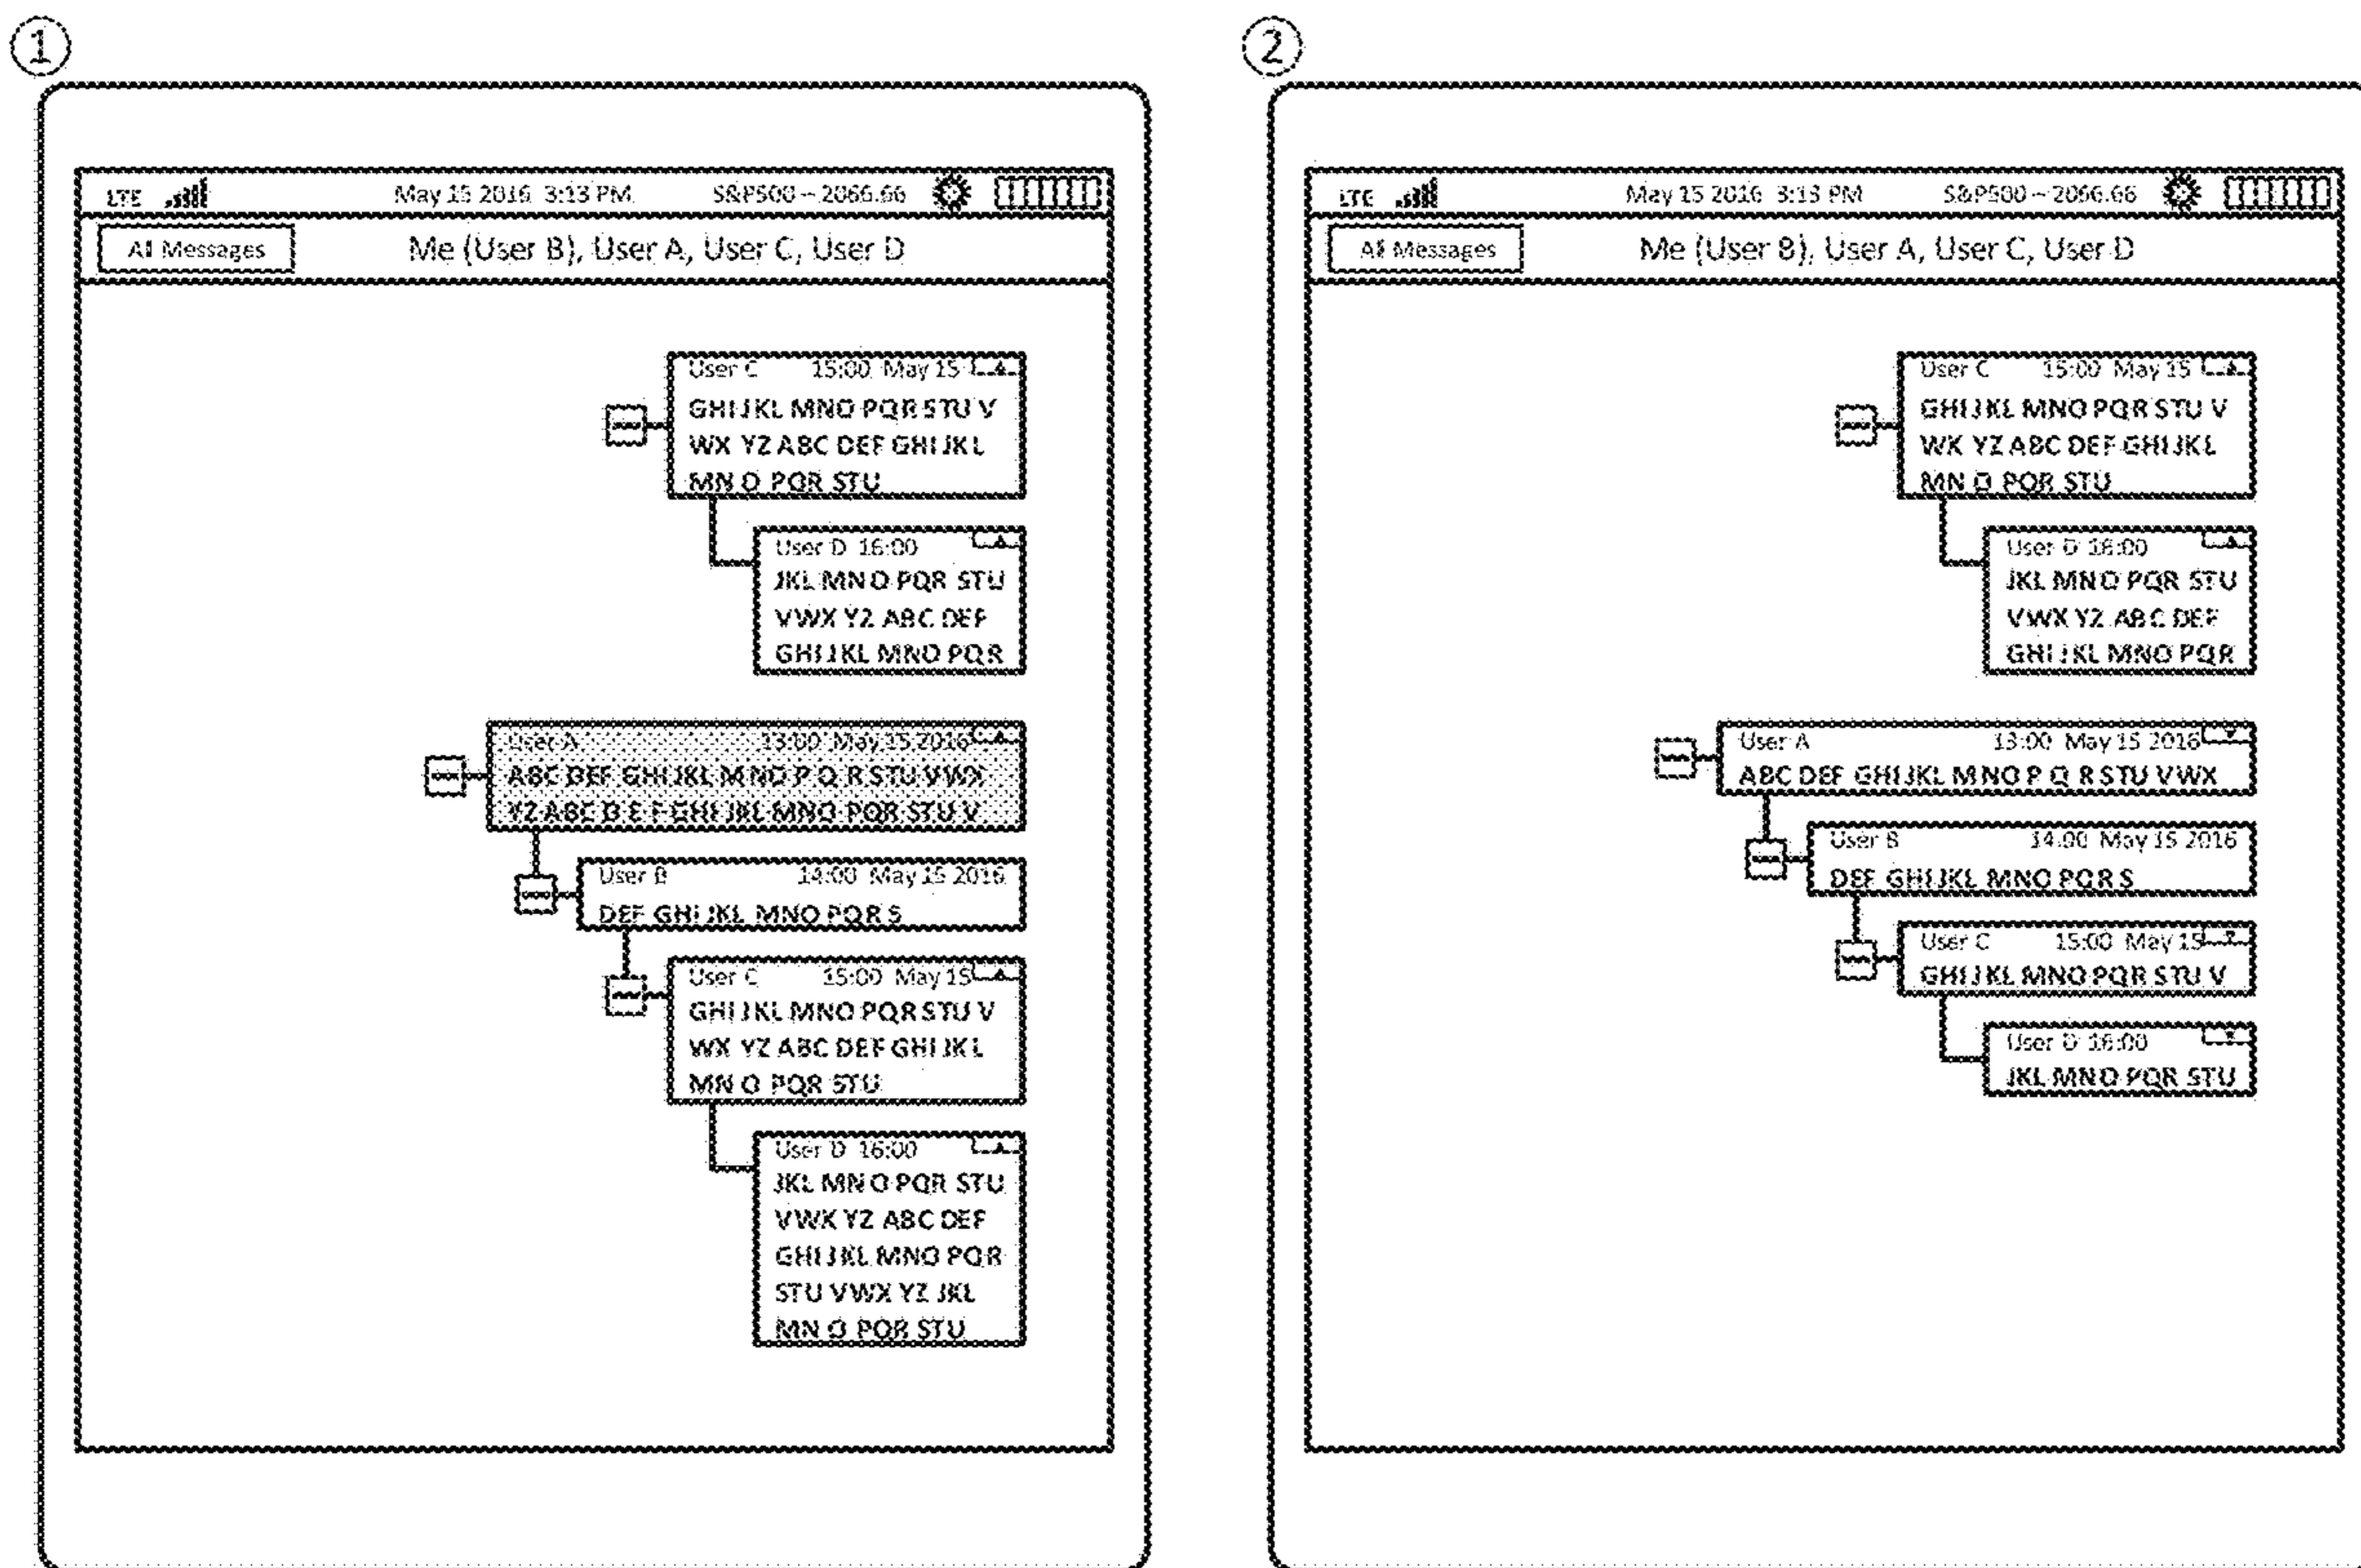 1
LTE May 15 2016 3:13 PM S&P500 – 2066.66
All Messages Me (User B), User A, User C, User D
User C 15:00 May 15
GHI JKL MNO PQR STU V
WX YZ ABC DEF GHI JKL
MN O PQR STU
User D 16:00
JKL MN O PQR STU
VWX YZ ABC DEF
GHI JKL MNO PQR
User A 13:00 May 15 2016
ABC DEF GHI JKL M NO P Q R STU VWX
YZ ABC D E F GHI JKL MNO PQR STU V
User B 14:00 May 15 2016
DEF GHI JKL MNO PQR S
User C 15:00 May 15
GHI JKL MNO PQR STU V
WX YZ ABC DEF GHI JKL
MN O PQR STU
User D 16:00
JKL MN O PQR STU
VWX YZ ABC DEF
GHI JKL MNO PQR
STU VWX YZ JKL
MN O PQR STU
2
LTE May 15 2016 3:13 PM S&P500 – 2066.66
All Messages Me (User B), User A, User C, User D
User C 15:00 May 15
GHI JKL MNO PQR STU V
WX YZ ABC DEF GHI JKL
MN O PQR STU
User D 16:00
JKL MN O PQR STU
VWX YZ ABC DEF
GHI JKL MNO PQR
User A 13:00 May 15 2016
ABC DEF GHI JKL M NO P Q R STU VWX
User B 14:00 May 15 2016
DEF GHI JKL MNO PQR S
User C 15:00 May 15
GHI JKL MNO PQR STU V
User D 16:00
JKL MN O PQR STU